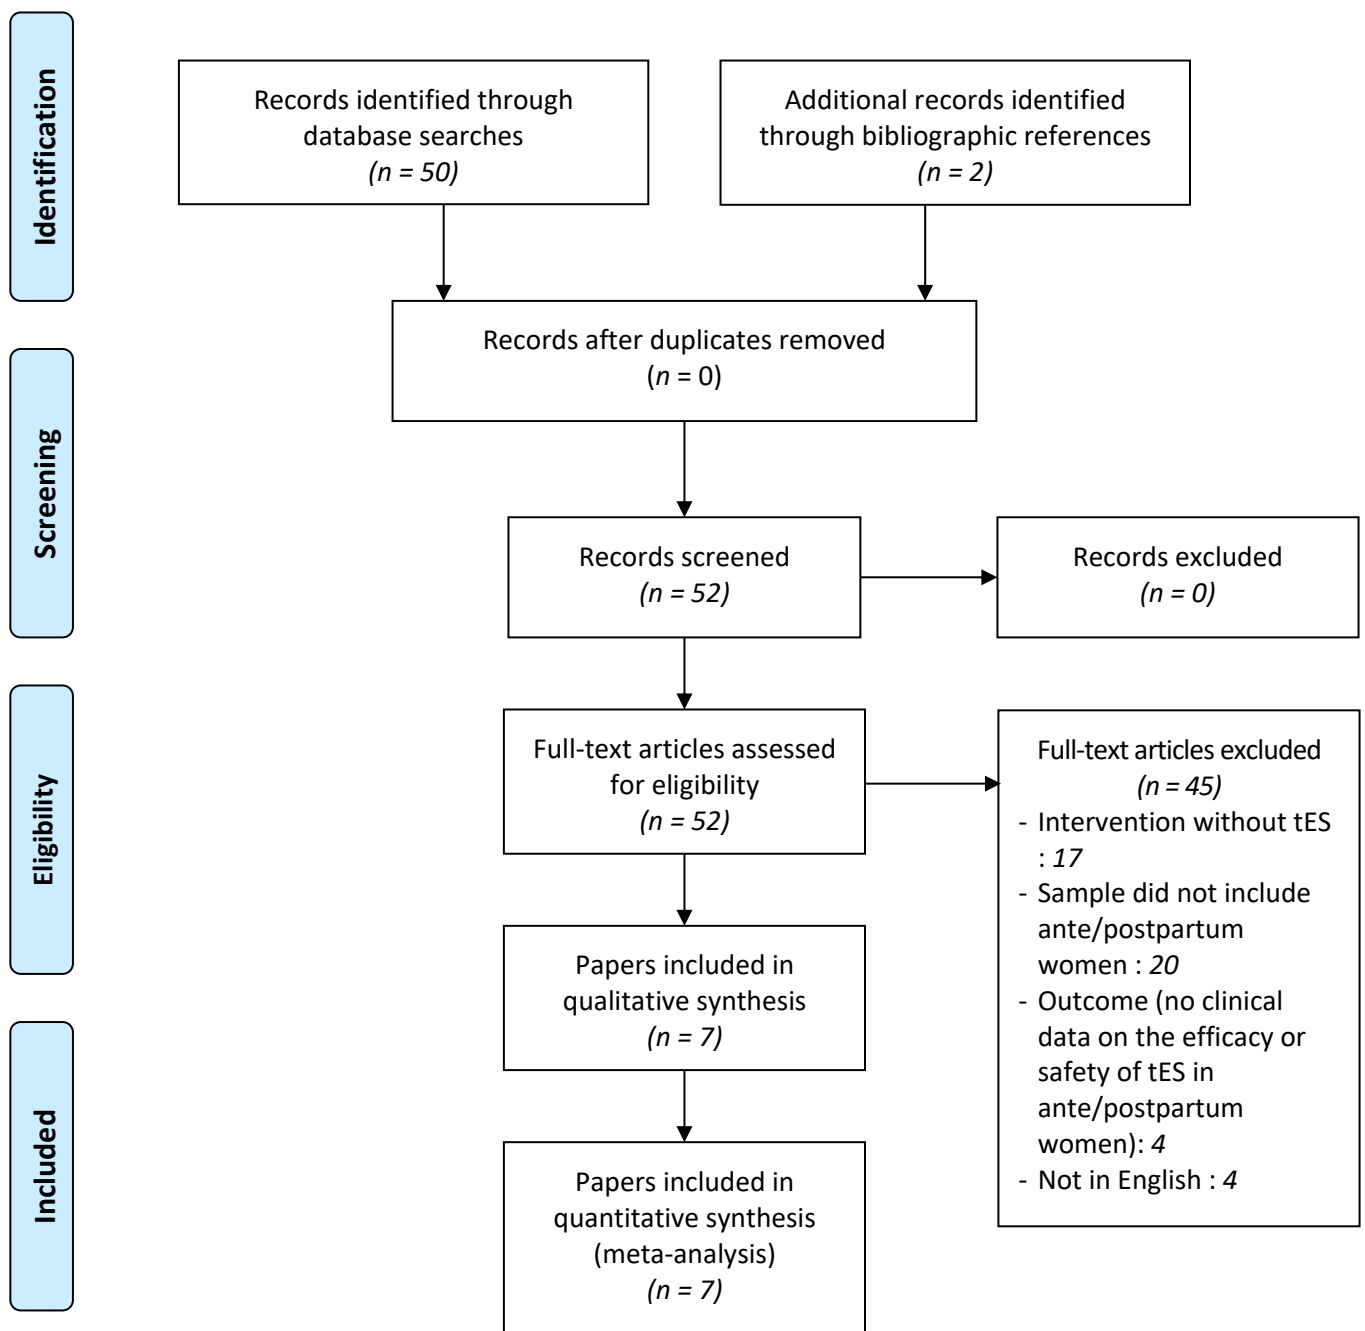 Identification
Records identified through
database searches
(n = 50)
Additional records identified
through bibliographic references
(n = 2)
Records after duplicates removed
(n = 0)
Screening
Records screened
(n = 52)
Records excluded
(n = 0)
Eligibility
Full-text articles assessed
for eligibility
(n = 52)
Full-text articles excluded
(n = 45)
- Intervention without tES
: 17
- Sample did not include
ante/postpartum
women : 20
- Outcome (no clinical
data on the efficacy or
safety of tES in
ante/postpartum
women): 4
- Not in English : 4
Papers included in
qualitative synthesis
(n = 7)
Included
Papers included in
quantitative synthesis
(meta-analysis)
(n = 7)